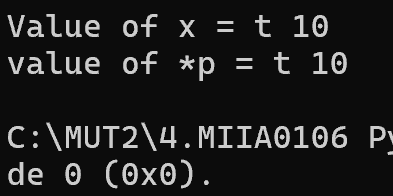 Value of x = t 10
value of *p = t 10
C:\MUT2\4.MIIA0106 Py
de 0 (0x0).